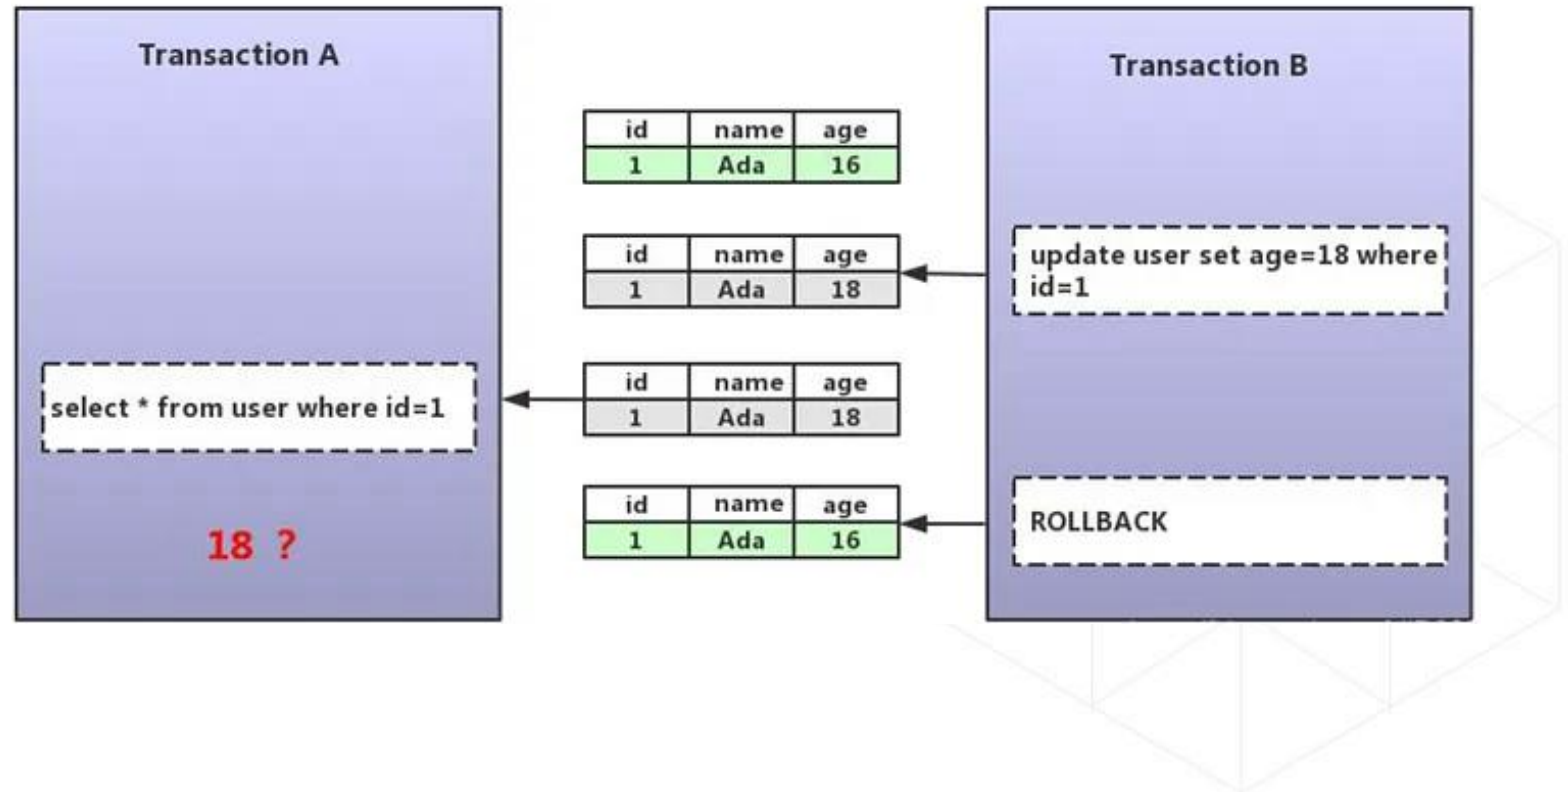 Transaction A
Transaction B
id name age
1 Ada 16
id name age
1 Ada 18
update user set age=18 where
id=1
id name age
1 Ada 18
select * from user where id=1
id name age
1 Ada 16
ROLLBACK
18 ?